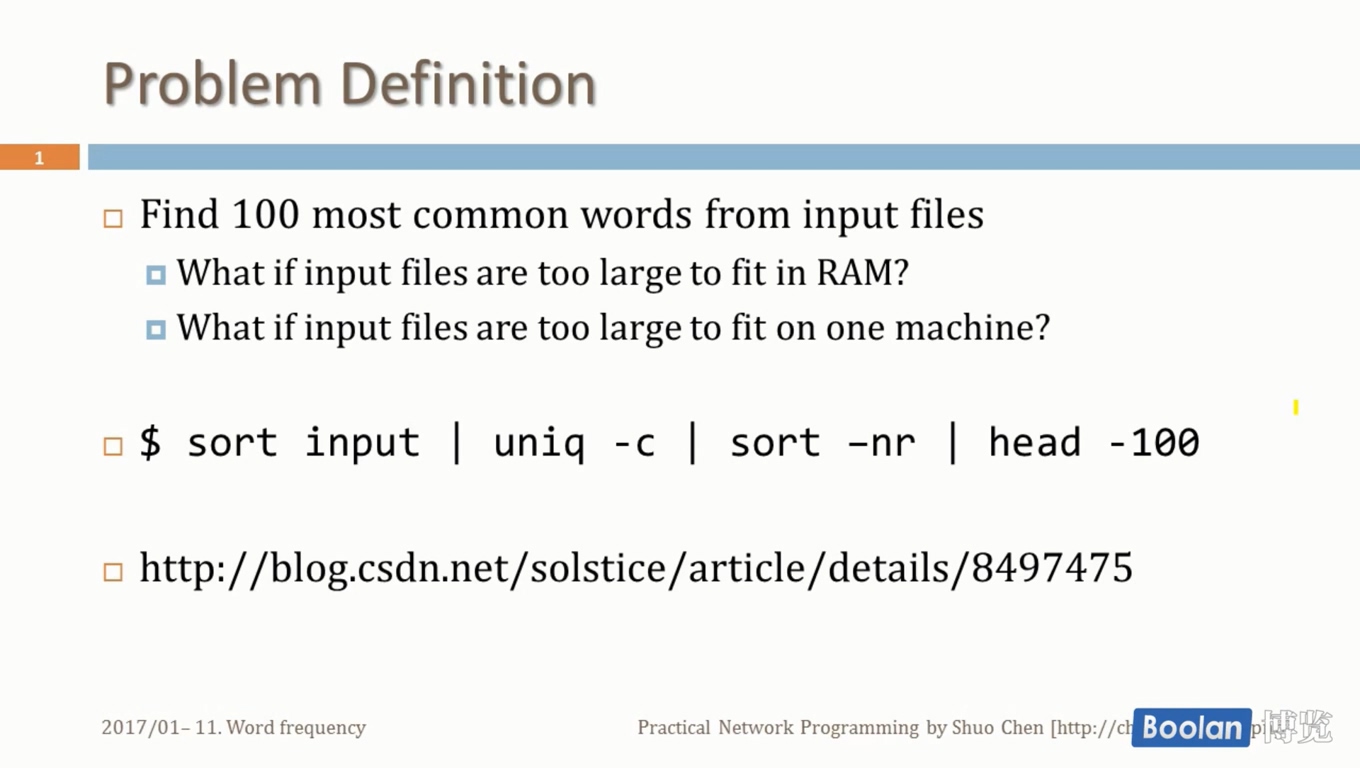 Problem Definition
1
Find 100 most common words from input files
What if input files are too large to fit in RAM?
What if input files are too large to fit on one machine?
$ sort input | uniq -c | sort –nr | head -100
http://blog.csdn.net/solstice/article/details/8497475
2017/01– 11. Word frequency
Practical Network Programming by Shuo Chen [http://ch
Boolan 博览